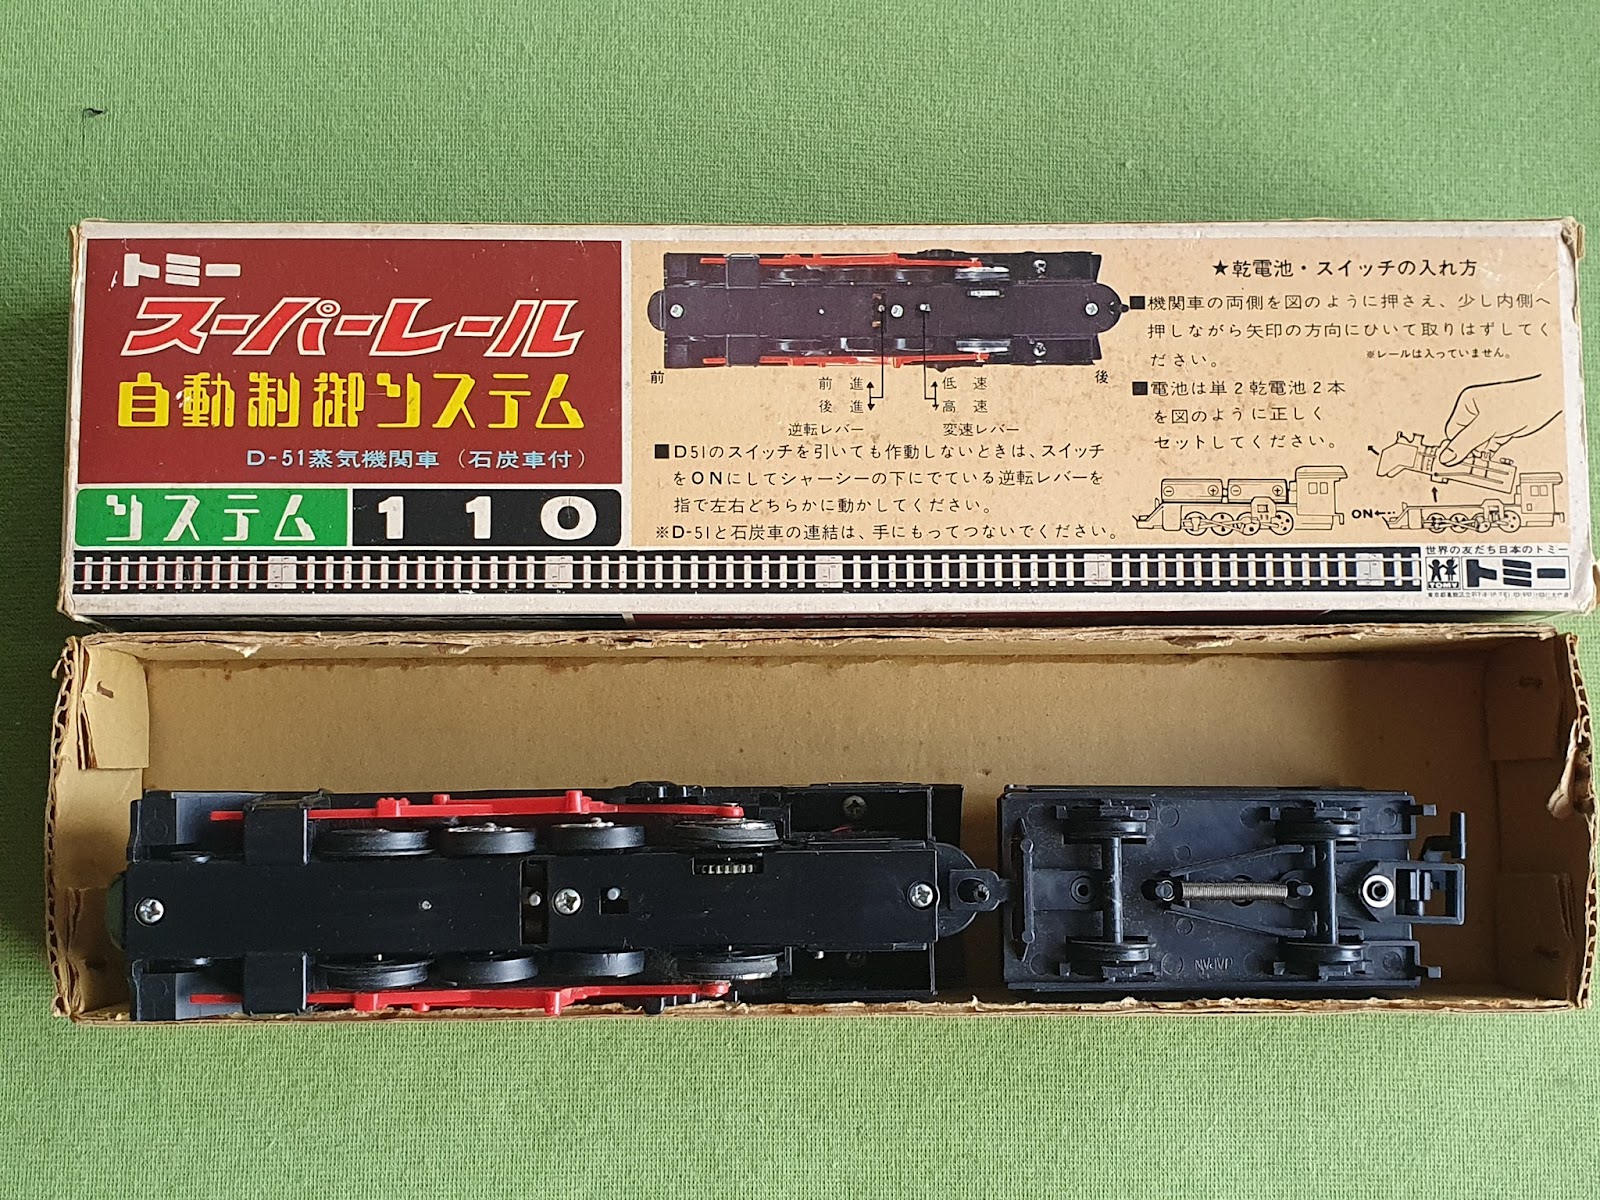 トミー
スーパーレール
自動制御システム
D-51蒸気機関車（石炭車付）
システム 110
前
後
前進
後進
逆転レバー
低速
高速
変速レバー
■D51のスイッチを引いても作動しないときは、スイッチ
をONにしてシャーシーの下にでている逆転レバーを
指で左右どちらかに動かしてください。
※D-51と石炭車の連結は、手にもってつないでください。
★乾電池・スイッチの入れ方
■機関車の両側を図のように押さえ、少し内側へ
押しながら矢印の方向にひいて取りはずしてく
ださい。
※レールは入っていません。
■電池は単2乾電池2本
を図のように正しく
セットしてください。
ON
世界の友だち日本のトミー
TOMY
トミー
JAPAN